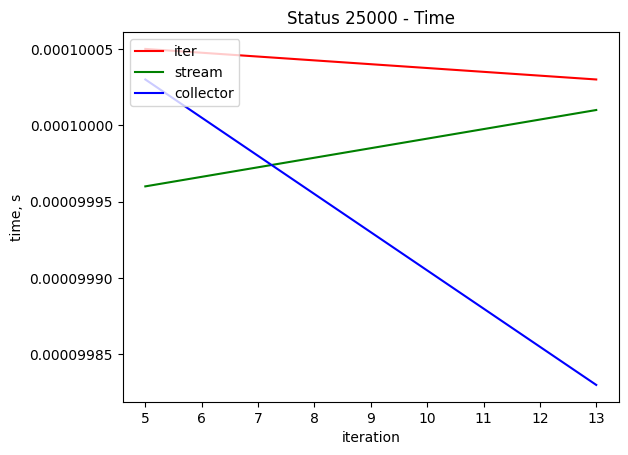 Status 25000 - Time
iter
stream
collector
0.00010005
0.00010000
0.00009995
0.00009990
0.00009985
time, s
5 6 7 8 9 10 11 12 13
iteration